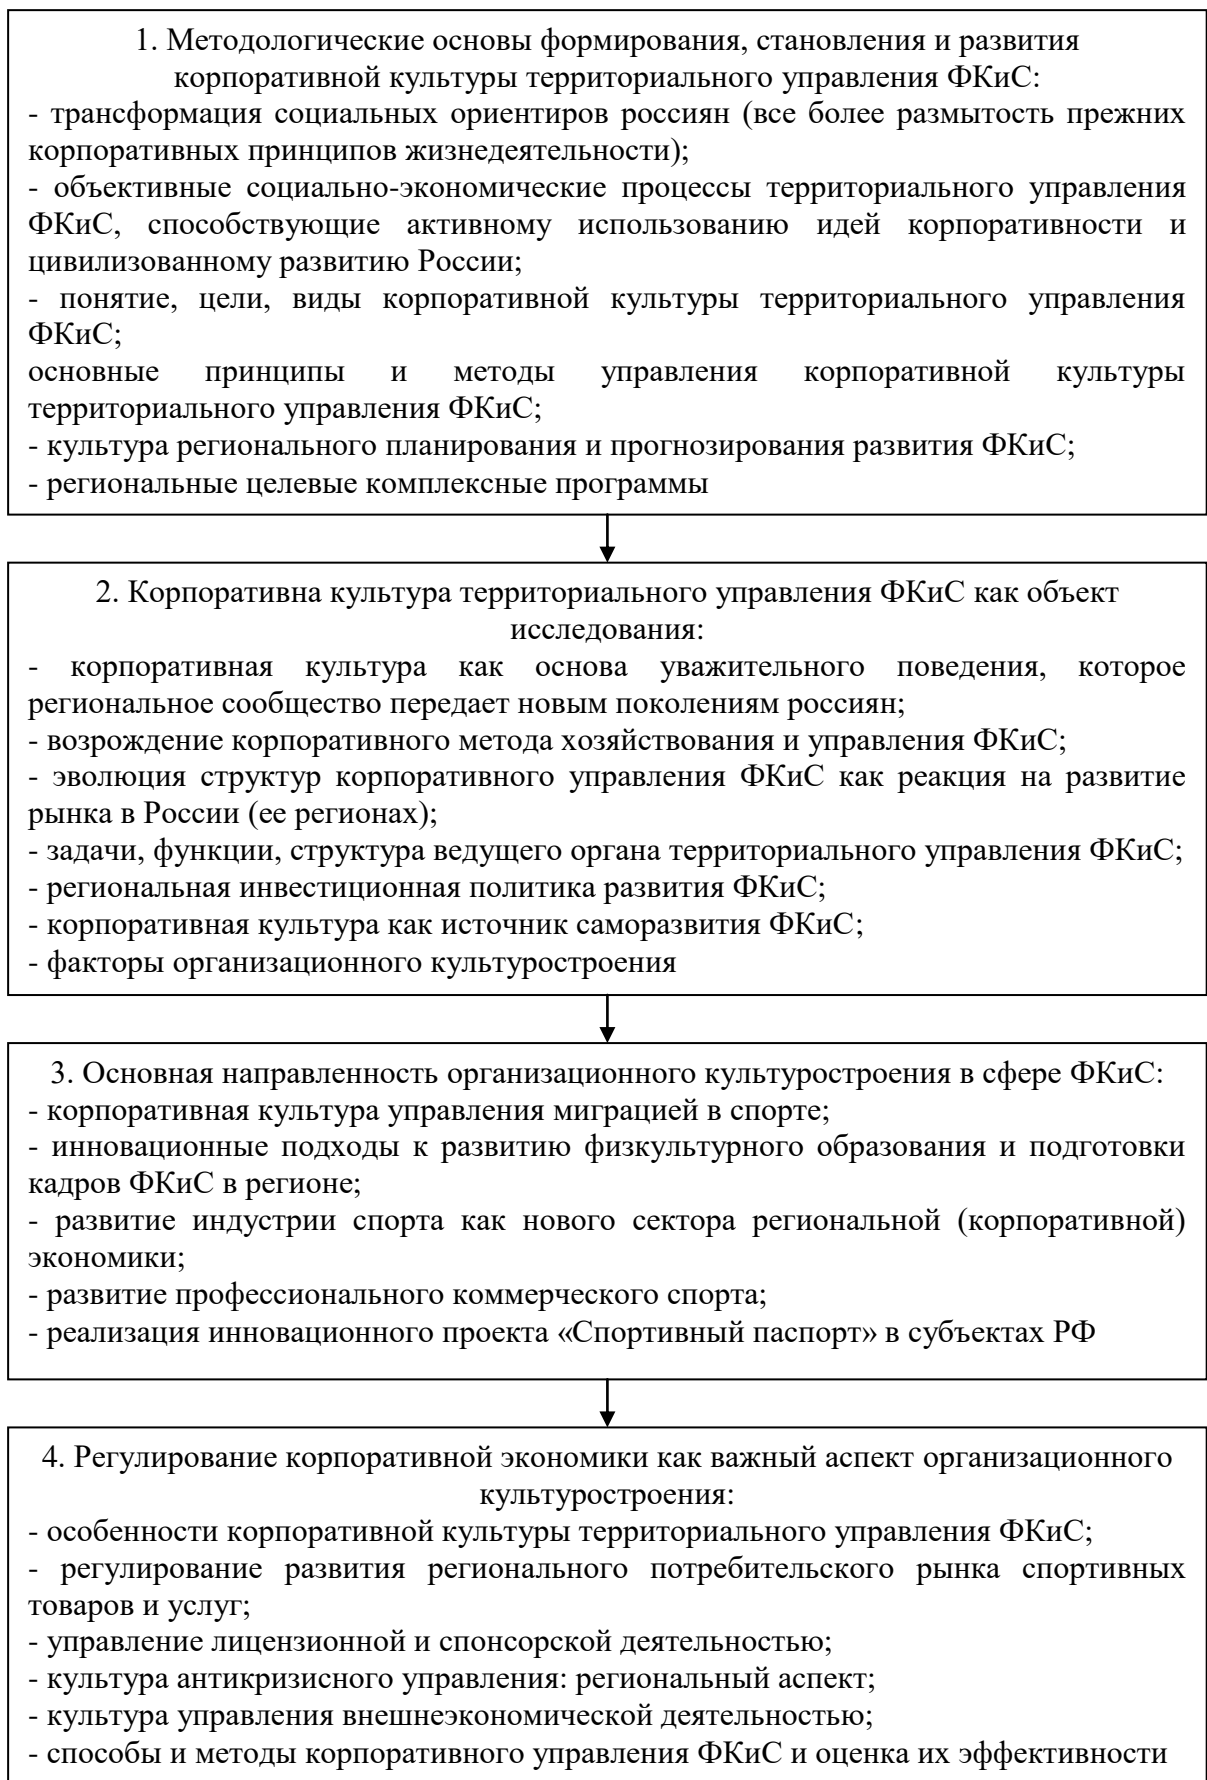 1. Методологические основы формирования, становления и развития
корпоративной культуры территориального управления ФКиС:
- трансформация социальных ориентиров россиян (все более размытость прежних
корпоративных принципов жизнедеятельности);
- объективные социально-экономические процессы территориального управления
ФКиС, способствующие активному использованию идей корпоративности и
цивилизованному развитию России;
- понятие, цели, виды корпоративной культуры территориального управления
ФКиС;
основные принципы и методы управления корпоративной культуры
территориального управления ФКиС;
- культура регионального планирования и прогнозирования развития ФКиС;
- региональные целевые комплексные программы
2. Корпоративна культура территориального управления ФКиС как объект
исследования:
- корпоративная культура как основа уважительного поведения, которое
региональное сообщество передает новым поколениям россиян;
- возрождение корпоративного метода хозяйствования и управления ФКиС;
- эволюция структур корпоративного управления ФКиС как реакция на развитие
рынка в России (ее регионах);
- задачи, функции, структура ведущего органа территориального управления ФКиС;
- региональная инвестиционная политика развития ФКиС;
- корпоративная культура как источник саморазвития ФКиС;
- факторы организационного культуростроения
3. Основная направленность организационного культуростроения в сфере ФКиС:
- корпоративная культура управления миграцией в спорте;
- инновационные подходы к развитию физкультурного образования и подготовки
кадров ФКиС в регионе;
- развитие индустрии спорта как нового сектора региональной (корпоративной)
экономики;
- развитие профессионального коммерческого спорта;
- реализация инновационного проекта «Спортивный паспорт» в субъектах РФ
4. Регулирование корпоративной экономики как важный аспект организационного
культуростроения:
- особенности корпоративной культуры территориального управления ФКиС;
- регулирование развития регионального потребительского рынка спортивных
товаров и услуг;
- управление лицензионной и спонсорской деятельностью;
- культура антикризисного управления: региональный аспект;
- культура управления внешнеэкономической деятельностью;
- способы и методы корпоративного управления ФКиС и оценка их эффективности